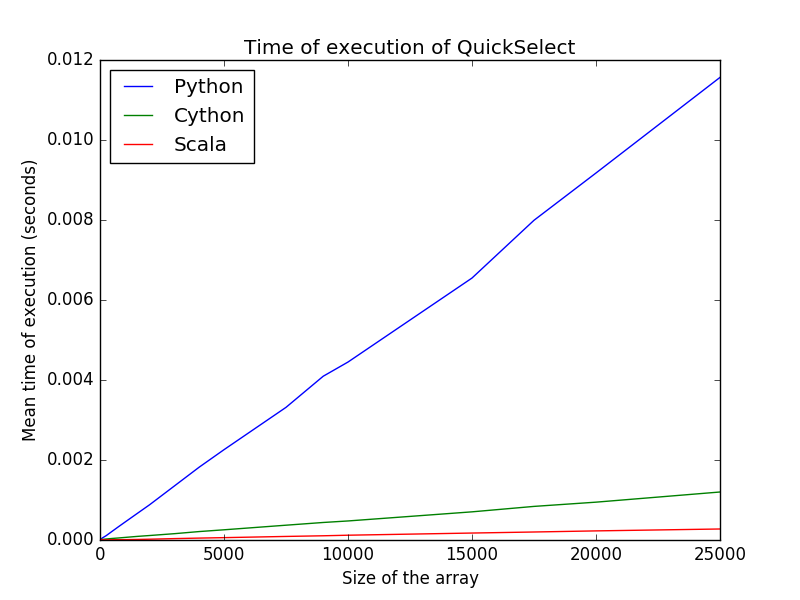 Time of execution of QuickSelect
Python
Cython
Scala
Mean time of execution (seconds)
0.012
0.010
0.008
0.006
0.004
0.002
0.000
0 5000 10000 15000 20000 25000
Size of the array